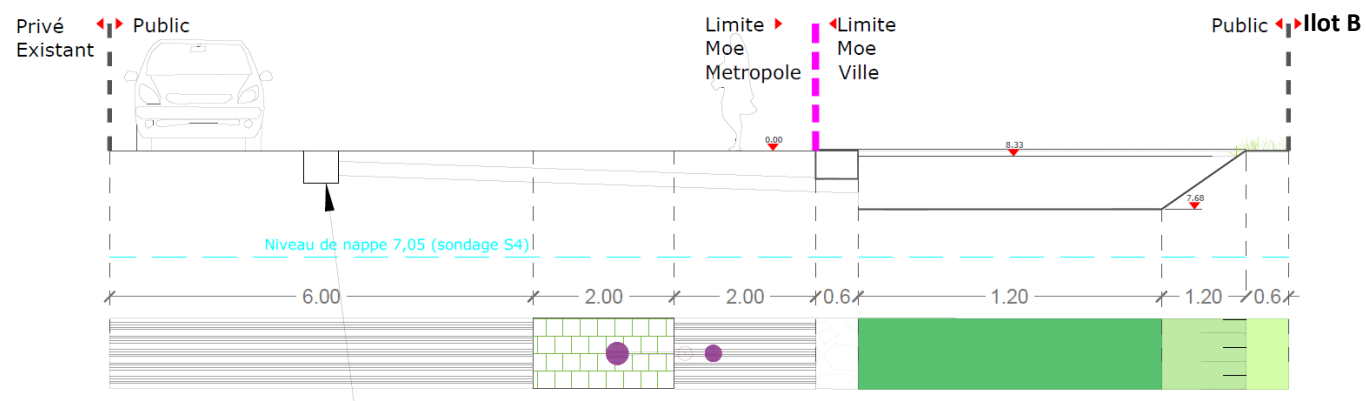 Privé
Existant
Public
Limite
Moe
Metropole
Limite
Moe
Ville
Public
Ilot B
0.00
8.33
7.68
Niveau de nappe 7,05 (sondage S4)
6.00
2.00
2.00
0.6
1.20
1.20
0.6